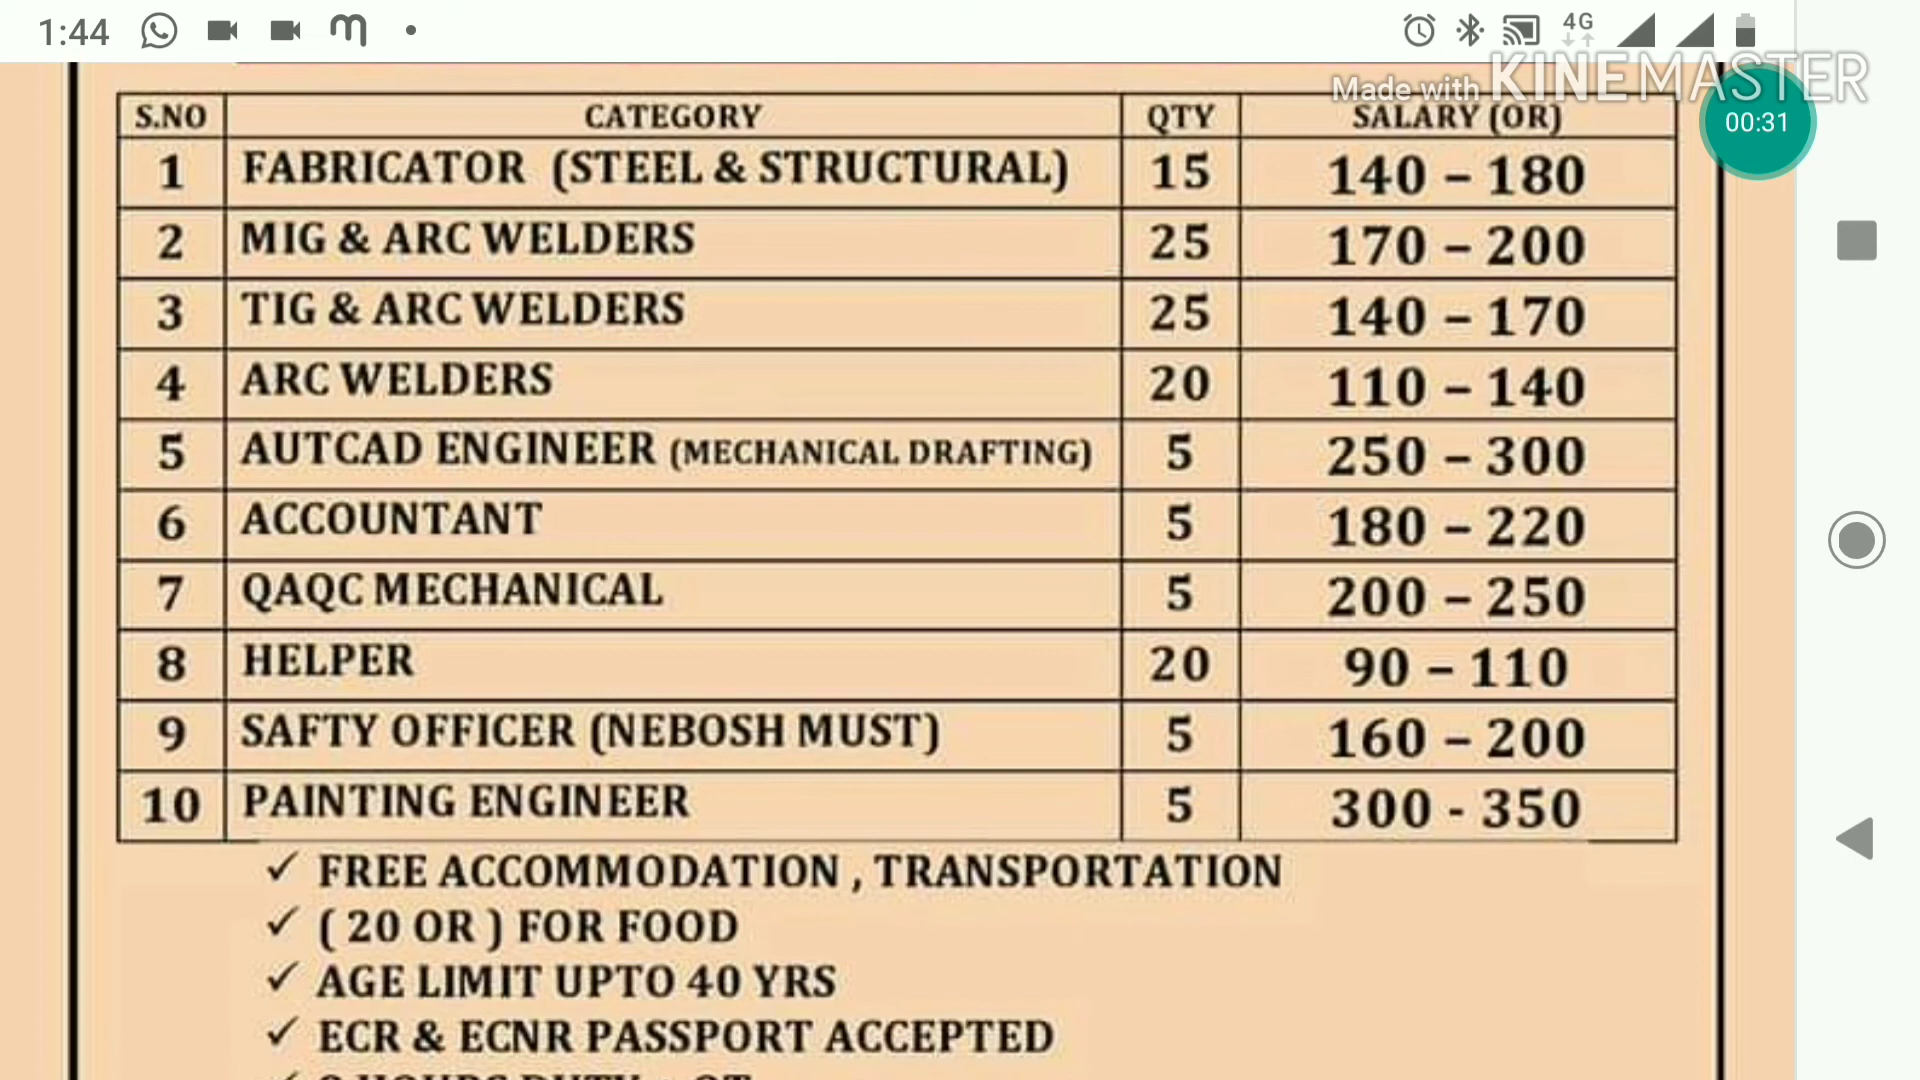 1:44
4G
Made with KINEMASTER
00:31
S.NO CATEGORY QTY SALARY (OR)
1 FABRICATOR (STEEL & STRUCTURAL) 15 140 – 180
2 MIG & ARC WELDERS 25 170 – 200
3 TIG & ARC WELDERS 25 140 – 170
4 ARC WELDERS 20 110 – 140
5 AUTCAD ENGINEER (MECHANICAL DRAFTING) 5 250 – 300
6 ACCOUNTANT 5 180 – 220
7 QAQC MECHANICAL 5 200 – 250
8 HELPER 20 90 – 110
9 SAFTY OFFICER (NEBOSH MUST) 5 160 – 200
10 PAINTING ENGINEER 5 300 - 350
✓ FREE ACCOMMODATION , TRANSPORTATION
✓ ( 20 OR ) FOR FOOD
✓ AGE LIMIT UPTO 40 YRS
✓ ECR & ECNR PASSPORT ACCEPTED